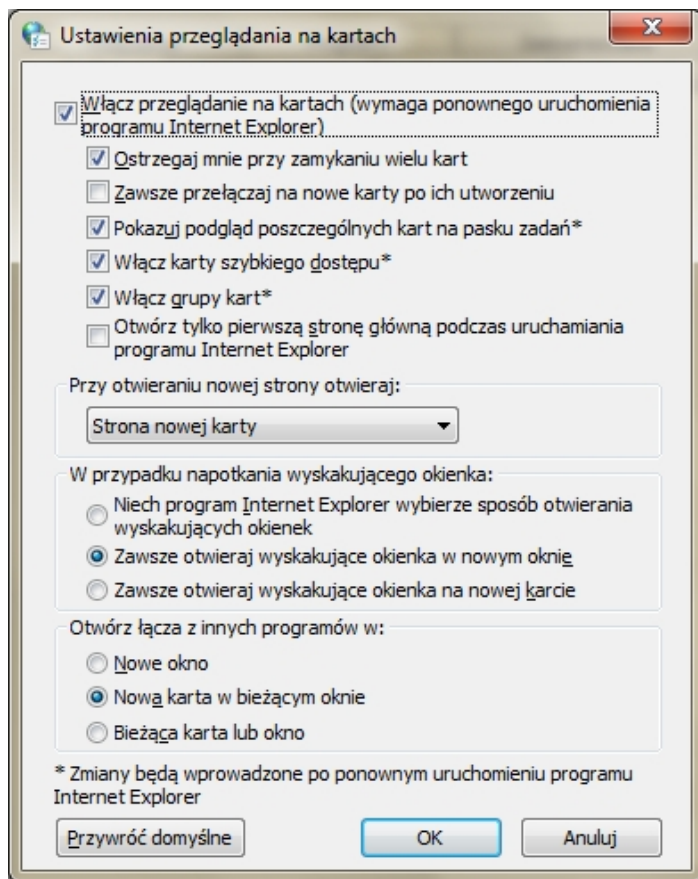 Ustawienia przeglądania na kartach
Włącz przeglądanie na kartach (wymaga ponownego uruchomienia
programu Internet Explorer)
Ostrzegaj mnie przy zamykaniu wielu kart
Zawsze przełączaj na nowe karty po ich utworzeniu
Pokazuj podgląd poszczególnych kart na pasku zadań*
Włącz karty szybkiego dostępu*
Włącz grupy kart*
Otwórz tylko pierwszą stronę główną podczas uruchamiania
programu Internet Explorer
Przy otwieraniu nowej strony otwieraj:
Strona nowej karty
W przypadku napotkania wyskakującego okienka:
Niech program Internet Explorer wybierze sposób otwierania
wyskakujących okienek
Zawsze otwieraj wyskakujące okienka w nowym oknie
Zawsze otwieraj wyskakujące okienka na nowej karcie
Otwórz łącza z innych programów w:
Nowe okno
Nowa karta w bieżącym oknie
Bieżąca karta lub okno
* Zmiany będą wprowadzone po ponownym uruchomieniu programu
Internet Explorer
Przywróć domyślne OK Anuluj